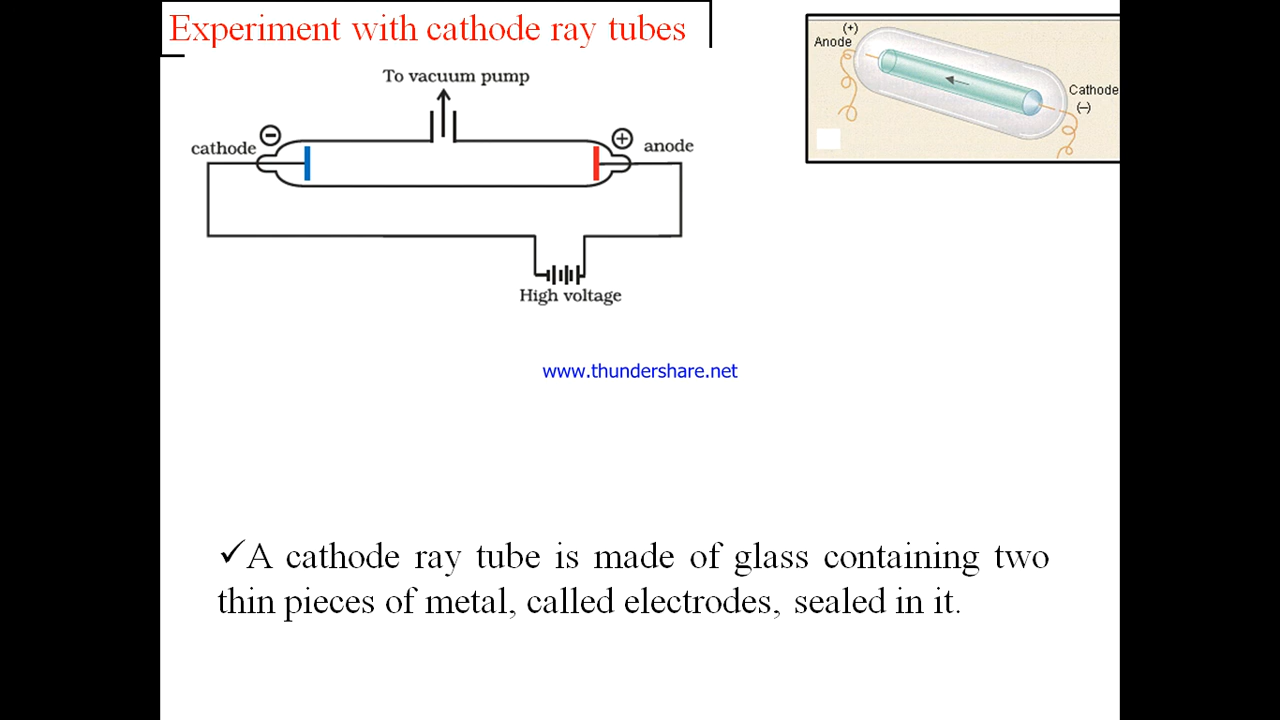 Experiment with cathode ray tubes
To vacuum pump
cathode
anode
High voltage
(+)
Anode
Cathode
(–)
www.thundershare.net
✓A cathode ray tube is made of glass containing two
thin pieces of metal, called electrodes, sealed in it.